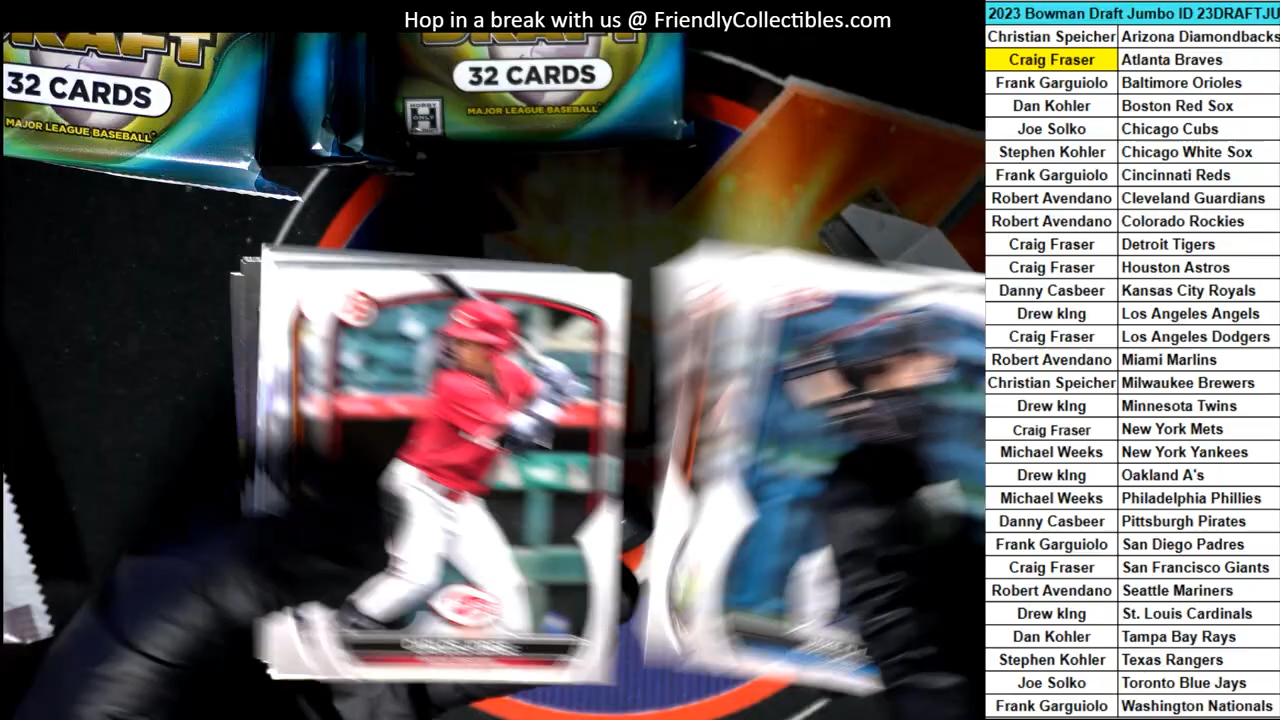 Hop in a break with us @ FriendlyCollectibles.com
32 CARDS
MAJOR LEAGUE BASEBALL
32 CARDS
HOBBY
ONLY
MAJOR LEAGUE BASEBALL
2023 Bowman Draft Jumbo ID 23DRAFTJU
Christian Speicher Arizona Diamondbacks
Craig Fraser Atlanta Braves
Frank Garguiolo Baltimore Orioles
Dan Kohler Boston Red Sox
Joe Solko Chicago Cubs
Stephen Kohler Chicago White Sox
Frank Garguiolo Cincinnati Reds
Robert Avendano Cleveland Guardians
Robert Avendano Colorado Rockies
Craig Fraser Detroit Tigers
Craig Fraser Houston Astros
Danny Casbeer Kansas City Royals
Drew kIng Los Angeles Angels
Craig Fraser Los Angeles Dodgers
Robert Avendano Miami Marlins
Christian Speicher Milwaukee Brewers
Drew kIng Minnesota Twins
Craig Fraser New York Mets
Michael Weeks New York Yankees
Drew kIng Oakland A's
Michael Weeks Philadelphia Phillies
Danny Casbeer Pittsburgh Pirates
Frank Garguiolo San Diego Padres
Craig Fraser San Francisco Giants
Robert Avendano Seattle Mariners
Drew kIng St. Louis Cardinals
Dan Kohler Tampa Bay Rays
Stephen Kohler Texas Rangers
Joe Solko Toronto Blue Jays
Frank Garguiolo Washington Nationals